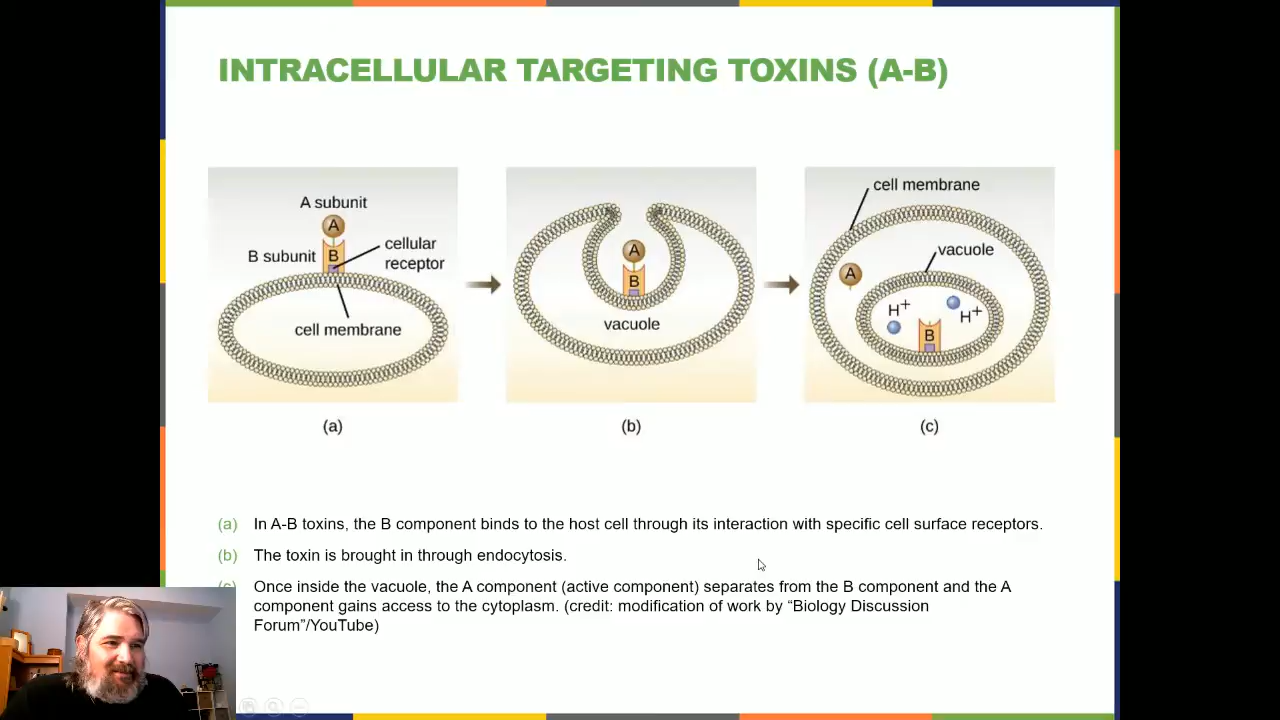 INTRACELLULAR TARGETING TOXINS (A-B)
A subunit
A
B subunit
B
cellular
receptor
cell membrane
(a)
A
B
vacuole
(b)
cell membrane
vacuole
A
H+
H+
B
(c)
(a) In A-B toxins, the B component binds to the host cell through its interaction with specific cell surface receptors.
(b) The toxin is brought in through endocytosis.
(c) Once inside the vacuole, the A component (active component) separates from the B component and the A
component gains access to the cytoplasm. (credit: modification of work by “Biology Discussion
Forum”/YouTube)